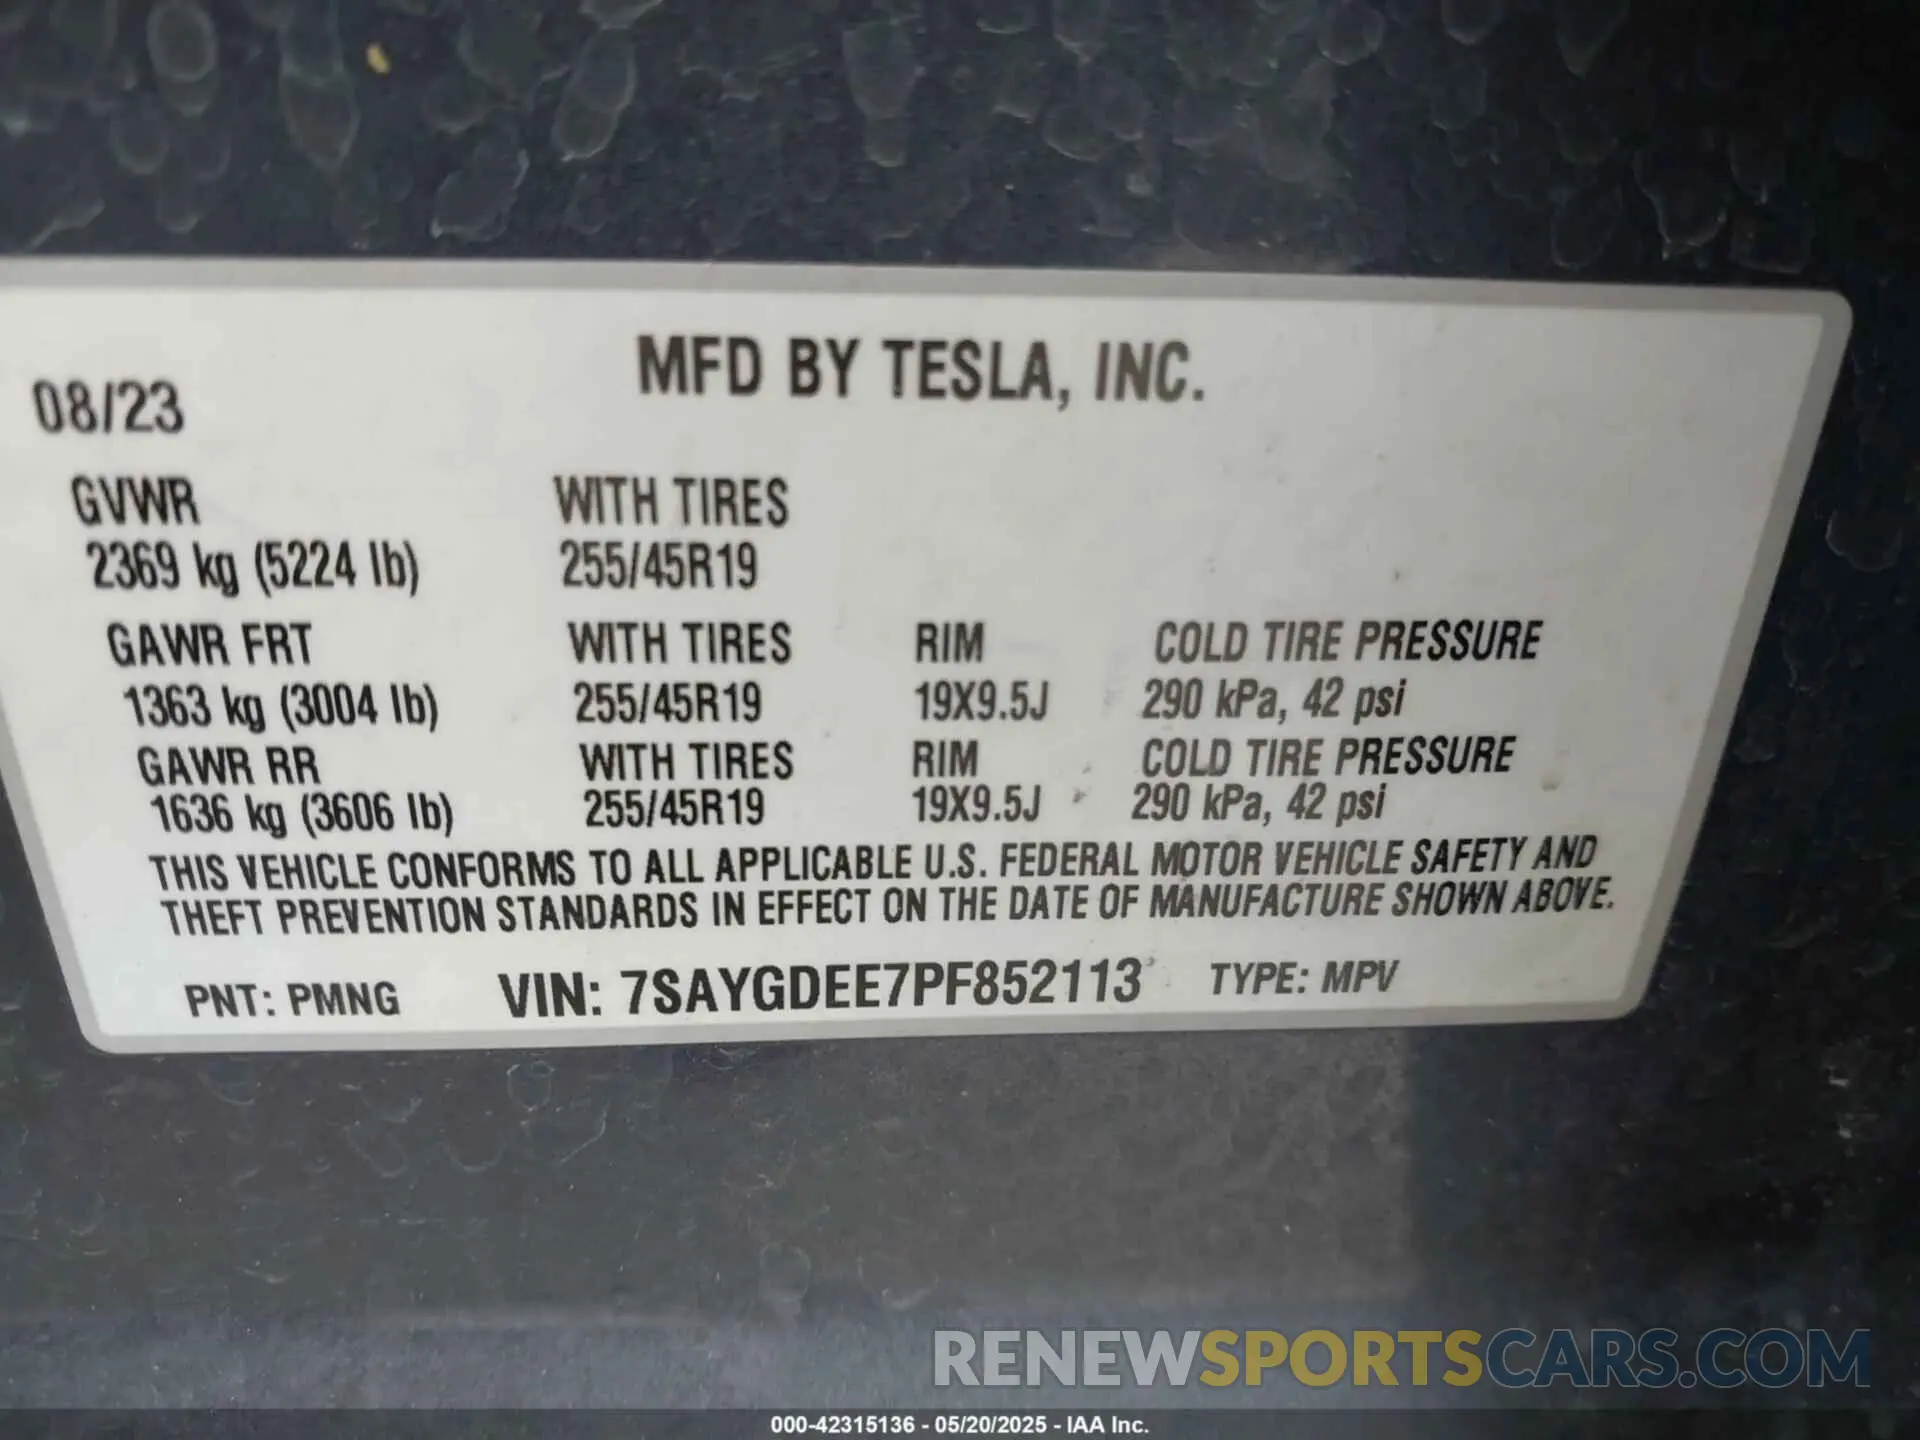 MFD BY TESLA, INC.
08/23
GVWR WITH TIRES
2369 kg (5224 lb) 255/45R19
GAWR FRT WITH TIRES RIM COLD TIRE PRESSURE
1363 kg (3004 lb) 255/45R19 19X9.5J 290 kPa, 42 psi
GAWR RR WITH TIRES RIM COLD TIRE PRESSURE
1636 kg (3606 lb) 255/45R19 19X9.5J 290 kPa, 42 psi
THIS VEHICLE CONFORMS TO ALL APPLICABLE U.S. FEDERAL MOTOR VEHICLE SAFETY AND
THEFT PREVENTION STANDARDS IN EFFECT ON THE DATE OF MANUFACTURE SHOWN ABOVE.
PNT: PMNG VIN: 7SAYGDEE7PF852113 TYPE: MPV
RENEWSPORTSCARS.COM
000-42315136 - 05/20/2025 - IAA Inc.